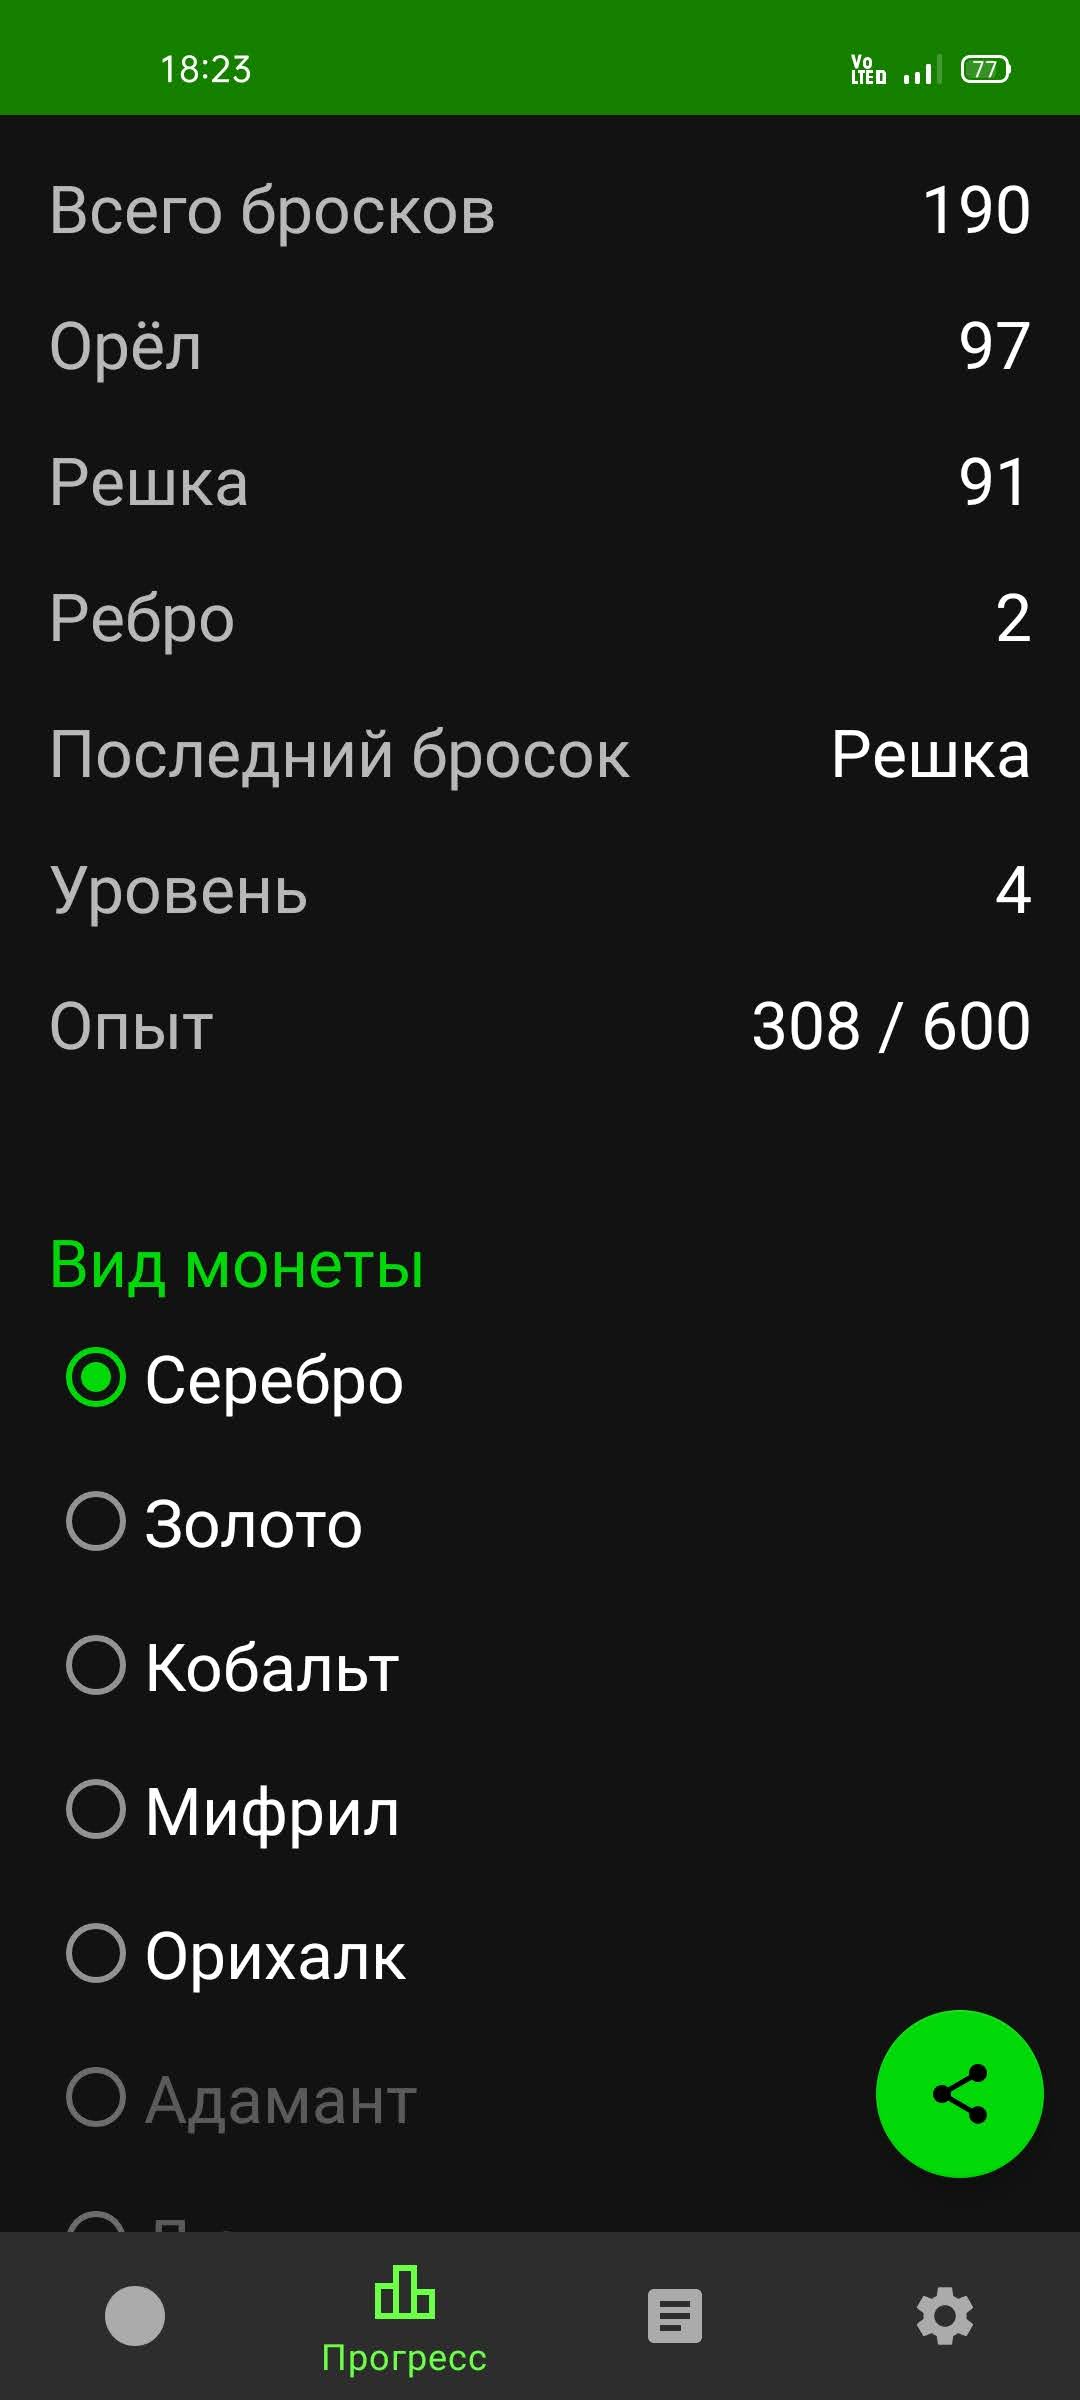 18:23
Vo LTE 77
Всего бросков 190
Орёл 97
Решка 91
Ребро 2
Последний бросок Решка
Уровень 4
Опыт 308 / 600
Вид монеты
Серебро
Золото
Кобальт
Мифрил
Орихалк
Адамант
Прогресс